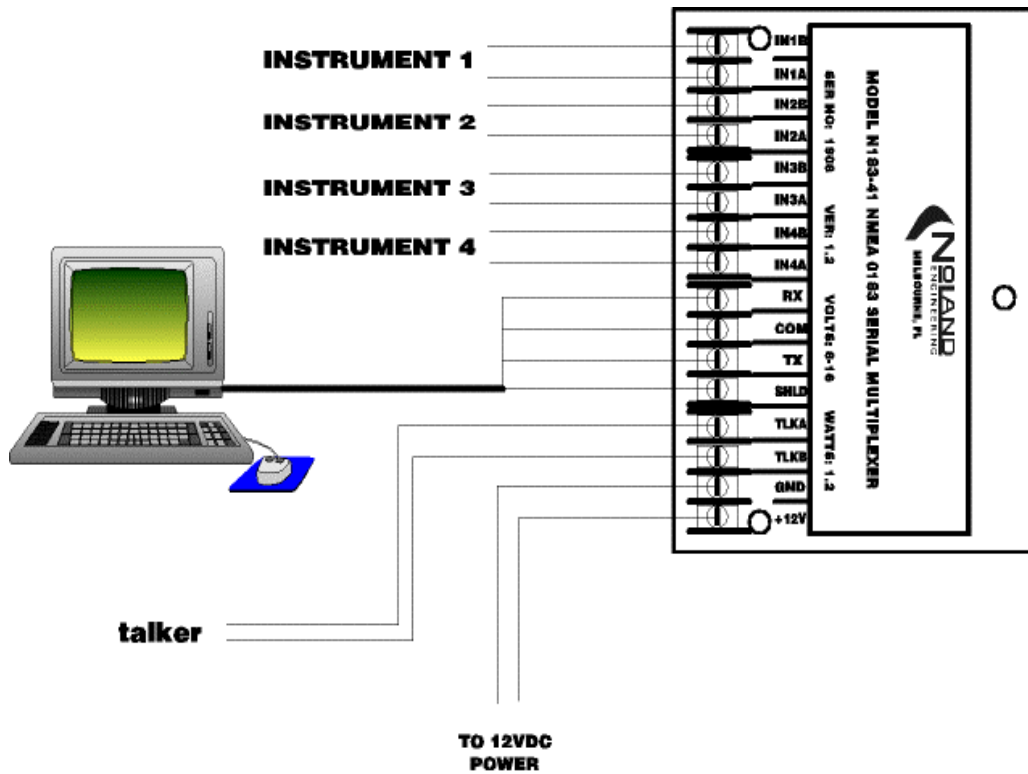 INSTRUMENT 1
INSTRUMENT 2
INSTRUMENT 3
INSTRUMENT 4
talker
TO 12VDC
POWER
IN1B
IN1A
IN2B
IN2A
IN3B
IN3A
IN4B
IN4A
RX
COM
TX
SHLD
TLKA
TLKB
GND
+12V
SER NO: 1908 VER: 1.2 VOLTS: 8-16 WATTS: 1.2
MODEL N183-41 NMEA 0183 SERIAL MULTIPLEXER
NOLAND
ENGINEERING
MELBOURNE, FL